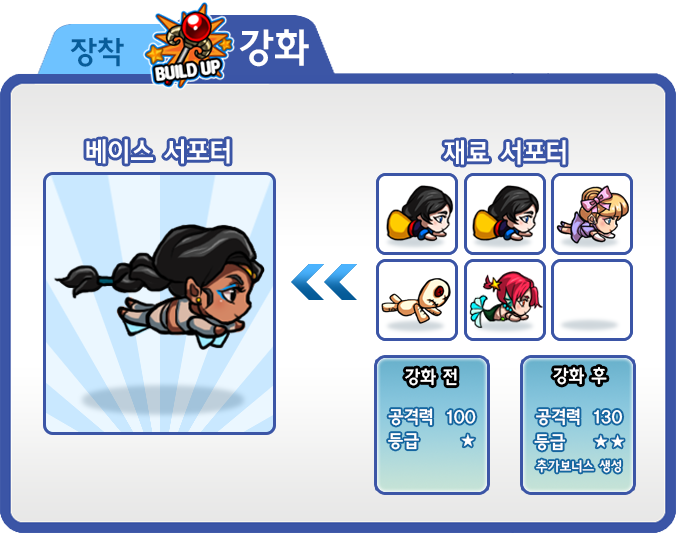 장착
BUILD UP
강화
베이스 서포터
재료 서포터
강화 전
공격력 100
등급 ★
강화 후
공격력 130
등급 ★★
추가보너스 생성